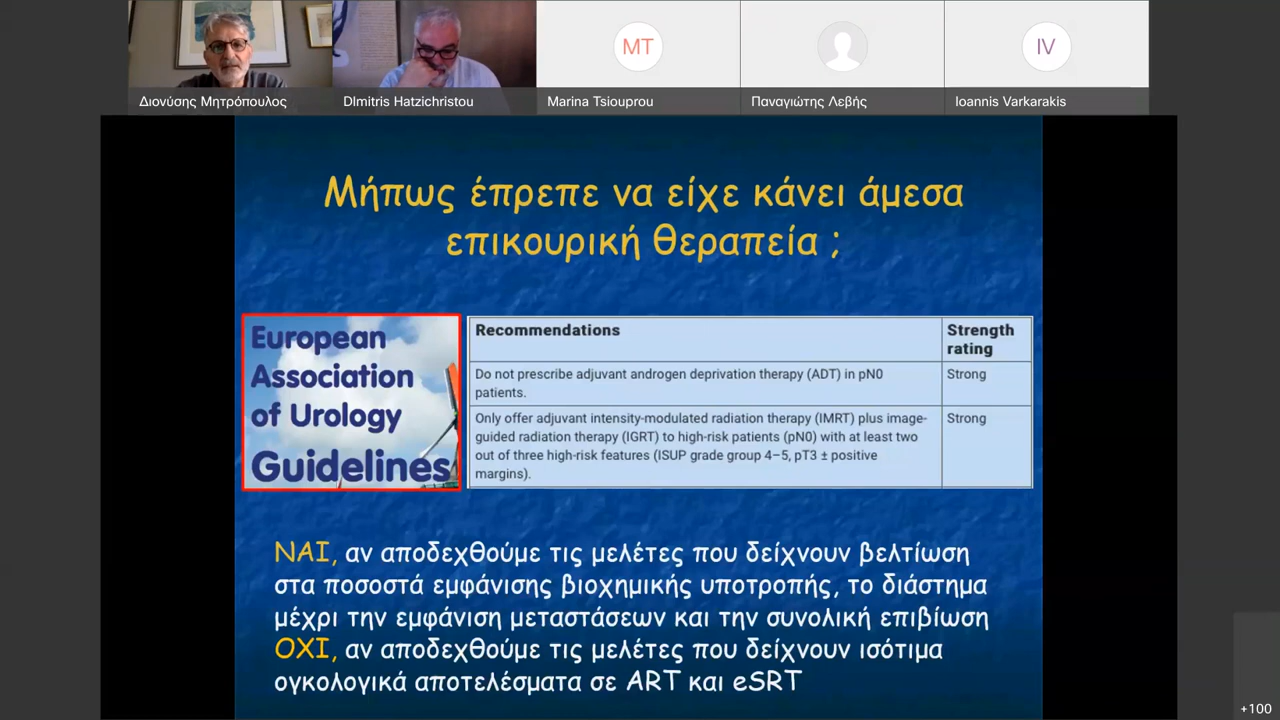 MT
IV
Διονύσης Μητρόπουλος
DImitris Hatzichristou
Marina Tsiouprou
Παναγιώτης Λεβής
Ioannis Varkarakis
Μήπως έπρεπε να είχε κάνει άμεσα
επικουρική θεραπεία ;
European
Association
of Urology
Guidelines
Recommendations
Strength
rating
Do not prescribe adjuvant androgen deprivation therapy (ADT) in pN0
patients.
Strong
Only offer adjuvant intensity-modulated radiation therapy (IMRT) plus image-
guided radiation therapy (IGRT) to high-risk patients (pN0) with at least two
out of three high-risk features (ISUP grade group 4–5, pT3 ± positive
margins).
Strong
ΝΑΙ, αν αποδεχθούμε τις μελέτες που δείχνουν βελτίωση
στα ποσοστά εμφάνισης βιοχημικής υποτροπής, το διάστημα
μέχρι την εμφάνιση μεταστάσεων και την συνολική επιβίωση
ΟΧΙ, αν αποδεχθούμε τις μελέτες που δείχνουν ισότιμα
ογκολογικά αποτελέσματα σε ART και eSRT
+100